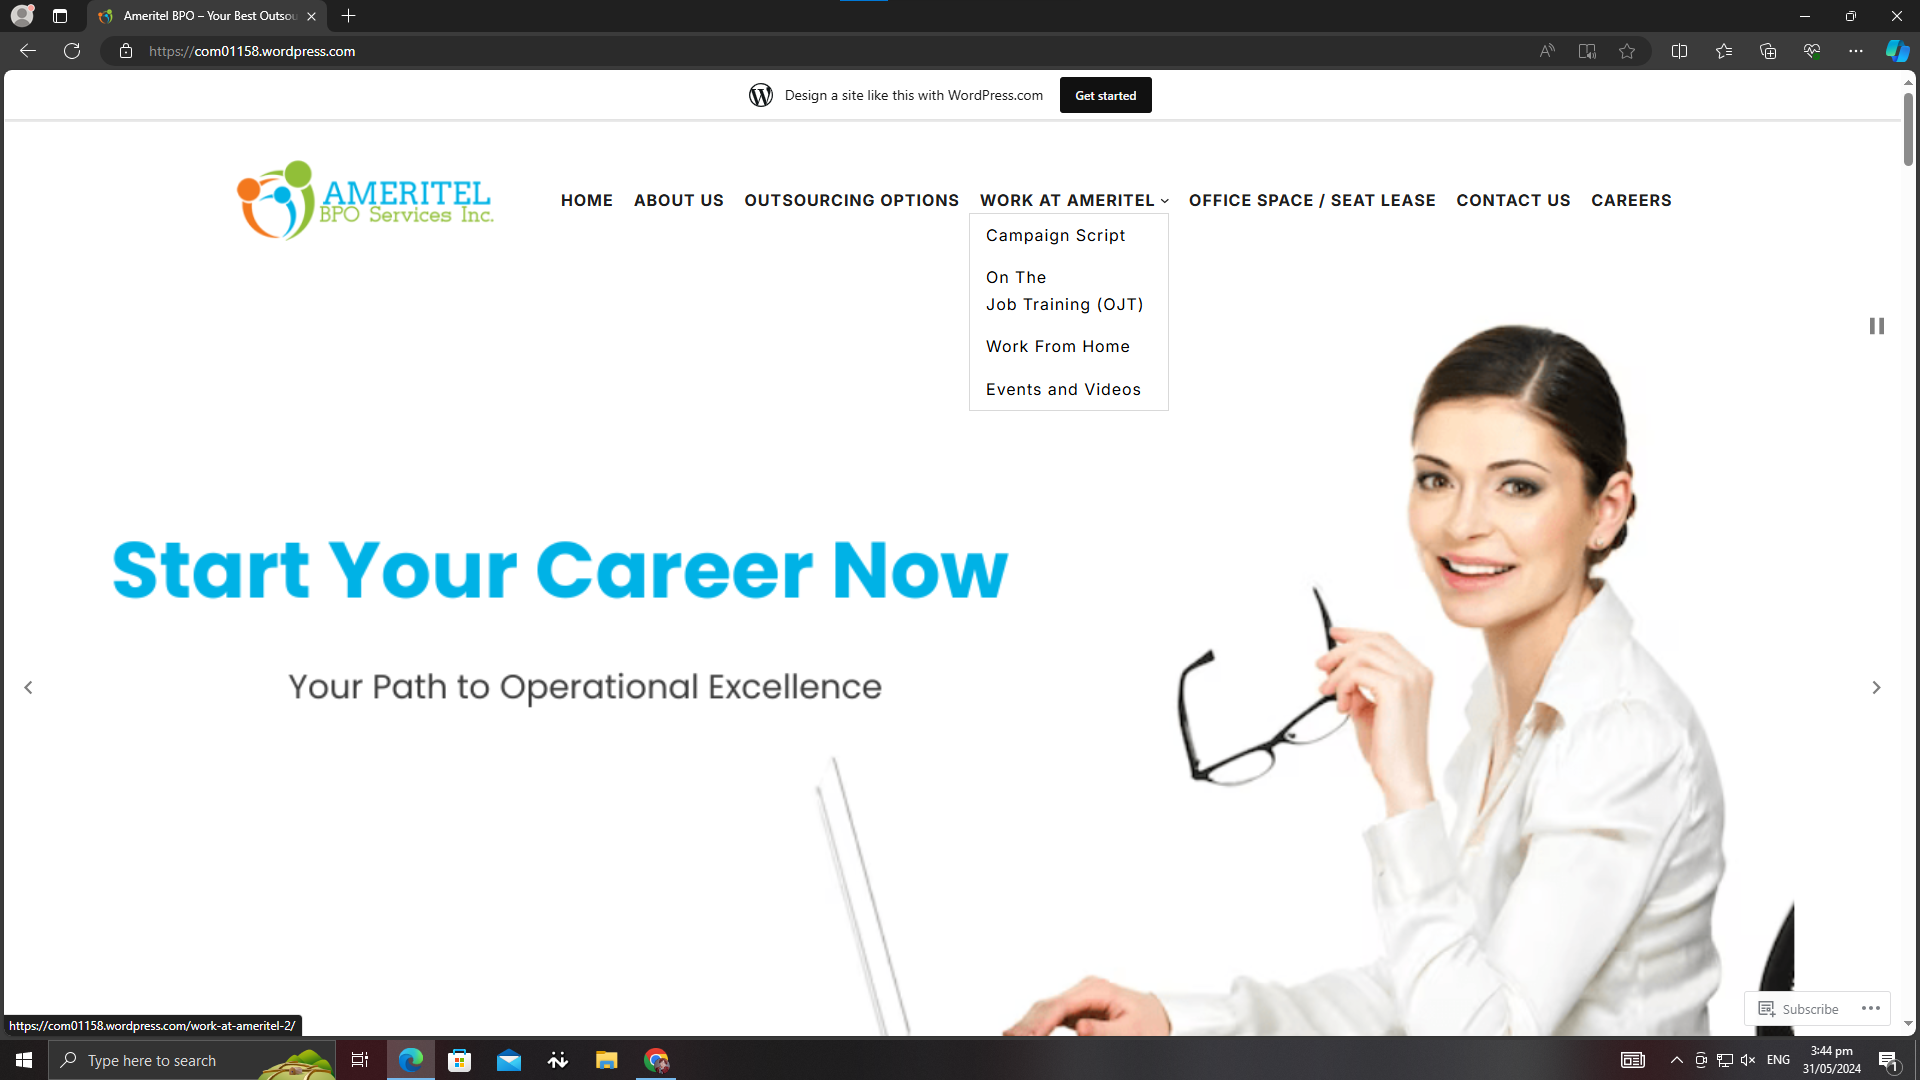 Ameritel BPO – Your Best Outsou
https://com01158.wordpress.com
Design a site like this with WordPress.com
Get started
AMERITEL
BPO Services Inc.
HOME ABOUT US OUTSOURCING OPTIONS WORK AT AMERITEL OFFICE SPACE / SEAT LEASE CONTACT US CAREERS
Campaign Script
On The
Job Training (OJT)
Work From Home
Events and Videos
Start Your Career Now
Your Path to Operational Excellence
Subscribe
https://com01158.wordpress.com/work-at-ameritel-2/
Type here to search
ENG
3:44 pm
31/05/2024
1